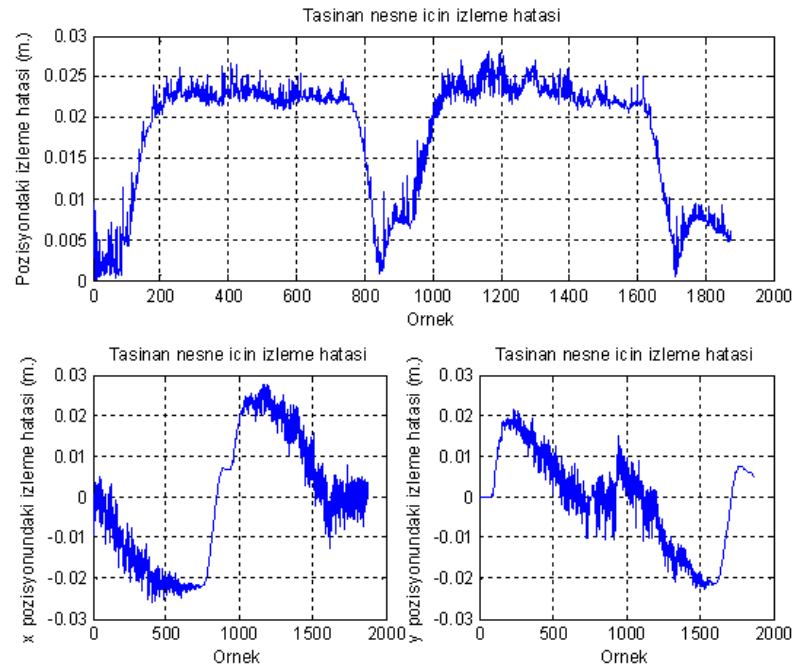 Tasinan nesne icin izleme hatasi
Pozisyondaki izleme hatasi (m.)
0.03
0.025
0.02
0.015
0.01
0.005
0
0 200 400 600 800 1000 1200 1400 1600 1800 2000
Ornek
Tasinan nesne icin izleme hatasi
x pozisyonundaki izleme hatasi (m.)
0.03
0.02
0.01
0
-0.01
-0.02
-0.03
0 500 1000 1500 2000
Ornek
Tasinan nesne icin izleme hatasi
y pozisyonundaki izleme hatasi (m.)
0.03
0.02
0.01
0
-0.01
-0.02
-0.03
0 500 1000 1500 2000
Ornek